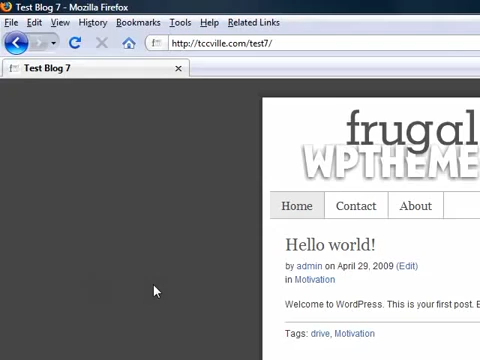 Test Blog 7 - Mozilla Firefox
File Edit View History Bookmarks Tools Help Related Links
http://tccville.com/test7/
Test Blog 7
frugal
WPTHEME
Home Contact About
Hello world!
by admin on April 29, 2009 (Edit)
in Motivation
Welcome to WordPress. This is your first post. E
Tags: drive, Motivation